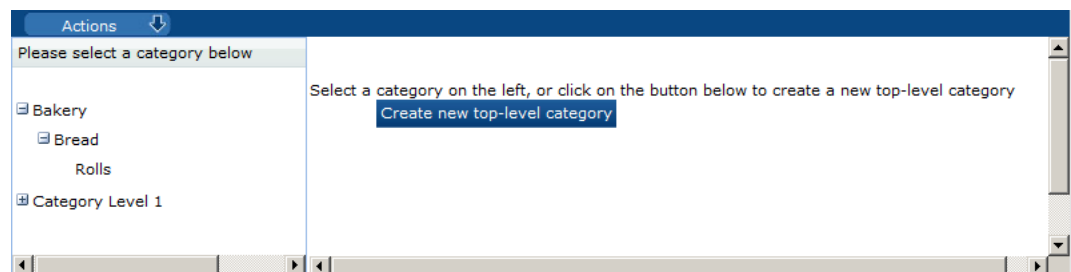 Actions
Please select a category below
Bakery
Bread
Rolls
Category Level 1
Select a category on the left, or click on the button below to create a new top-level category
Create new top-level category